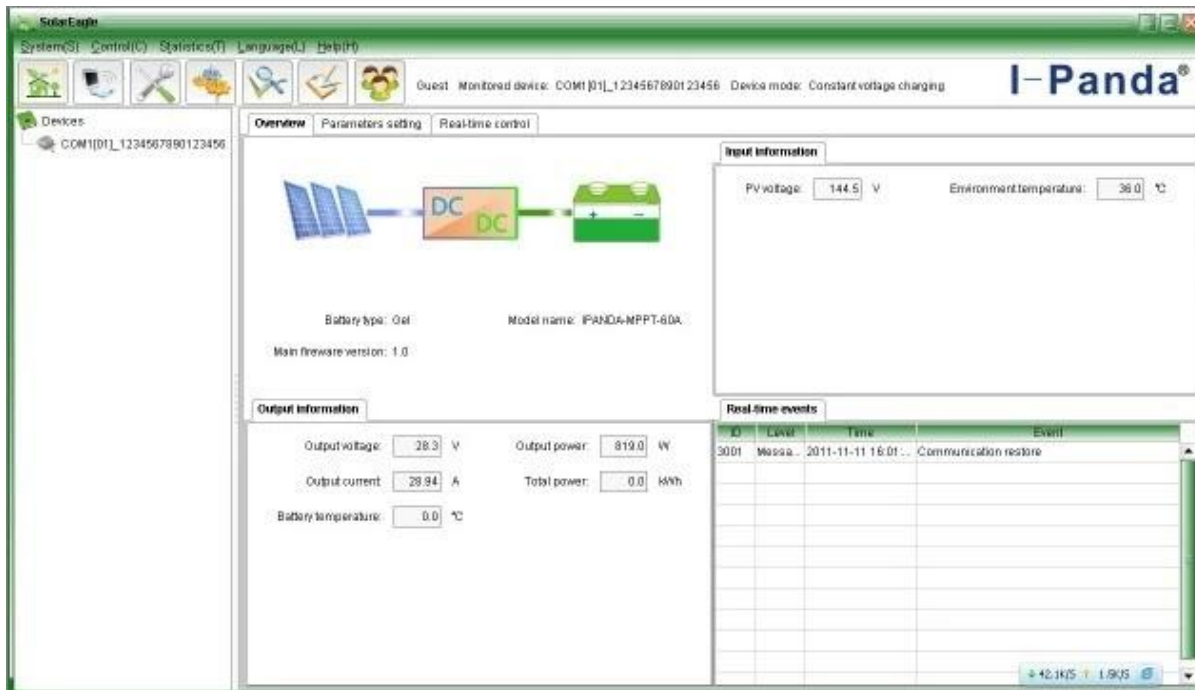 SolarEagle
System(S) Control(C) Statistics(T) Language(L) Help(H)
Guest Monitored device: COM1[01]_1234567890123456 Device mode: Constant voltage charging
I-Panda®
Devices
COM1[01]_1234567890123456
Overview Parameters setting Real-time control
DC
DC
Battery type: Gel Model name: IPANDA-MPPT-60A
Main fireware version: 1.0
Input information
PV voltage: 144.5 V Environment temperature: 36.0 ℃
Output information
Output voltage: 28.3 V Output power: 819.0 W
Output current: 28.94 A Total power: 0.0 kWh
Battery temperature: 0.0 ℃
Real-time events
ID Level Time Event
3001 Messa... 2011-11-11 16:01:... Communication restore
42.1K/S 1.6K/S